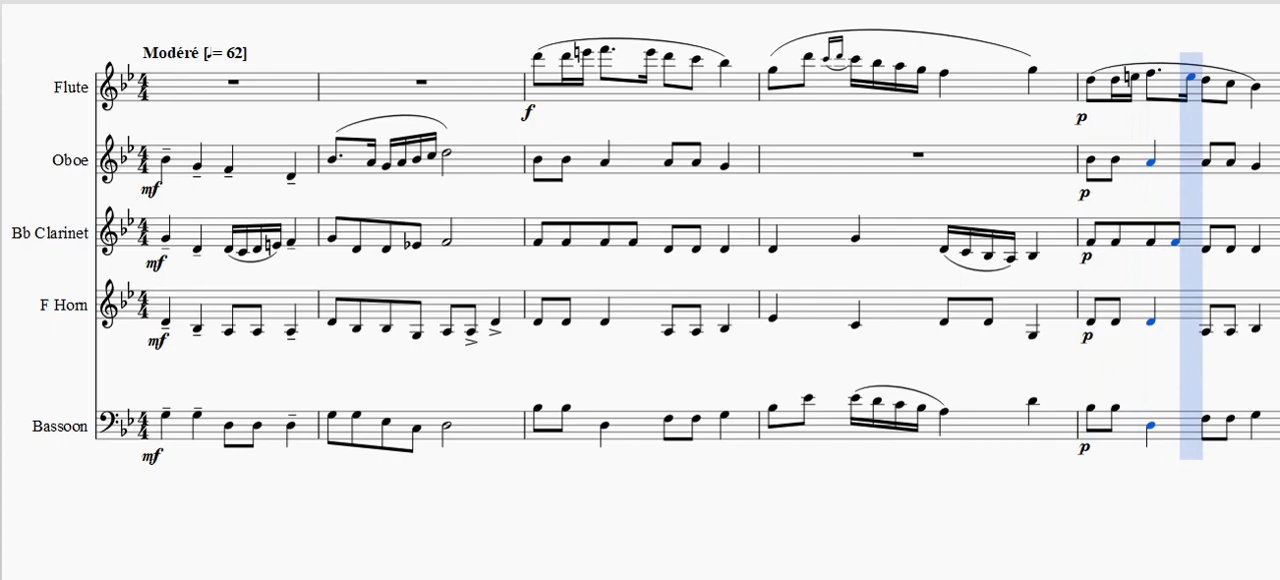 Modéré [♩= 62]
Flute
f
p
Oboe
mf
p
Bb Clarinet
mf
p
F Horn
mf
p
Bassoon
mf
p